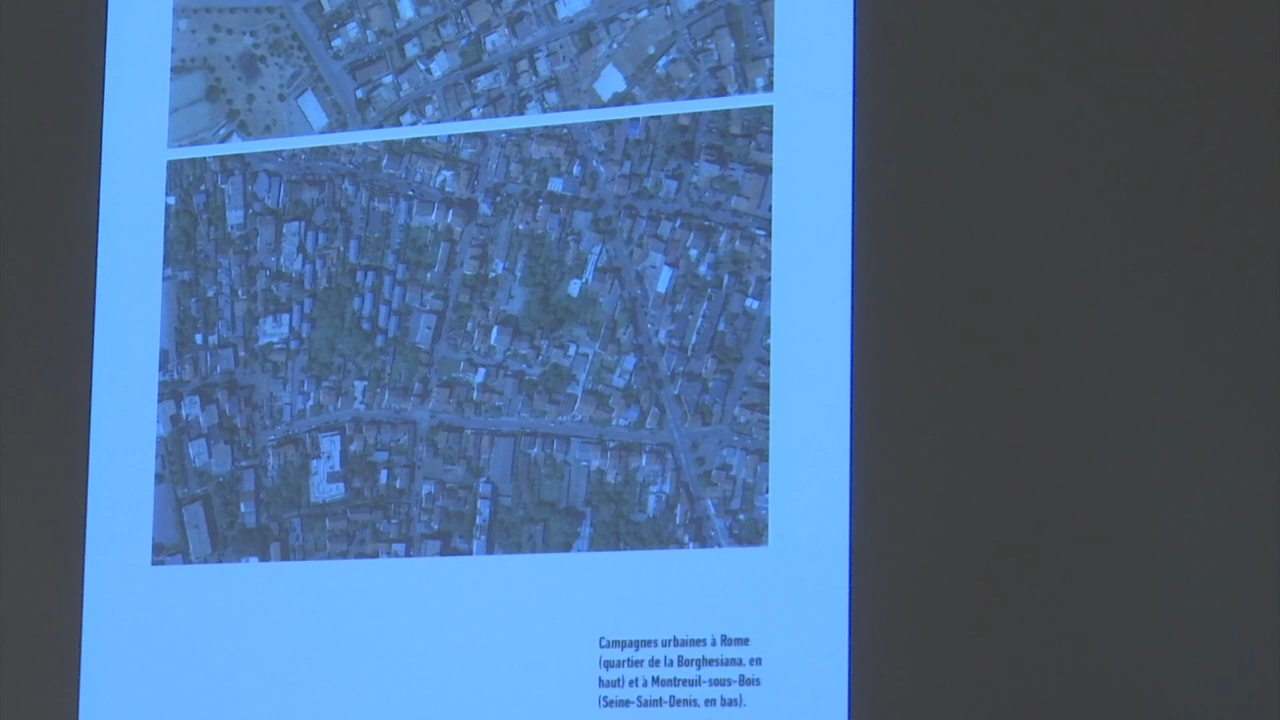 Campagnes urbaines à Rome
(quartier de la Borghesiana, en
haut) et à Montreuil-sous-Bois
(Seine-Saint-Denis, en bas).